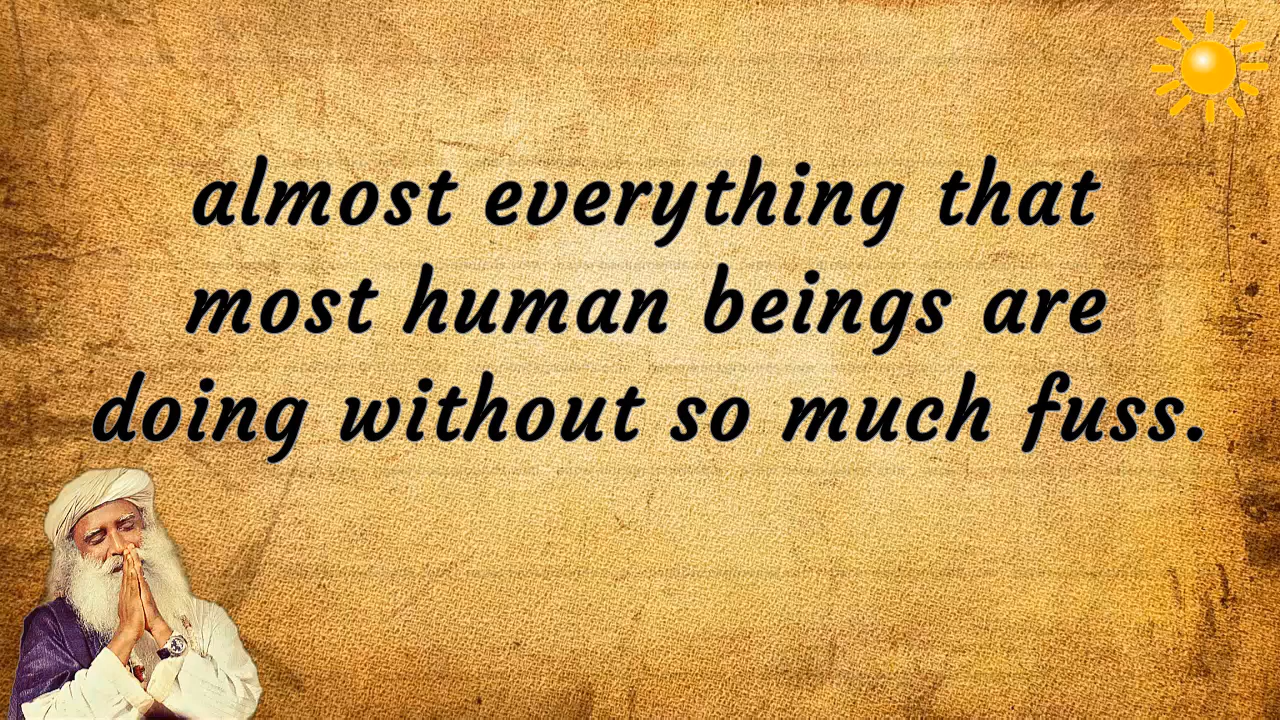 almost everything that
most human beings are
doing without so much fuss.